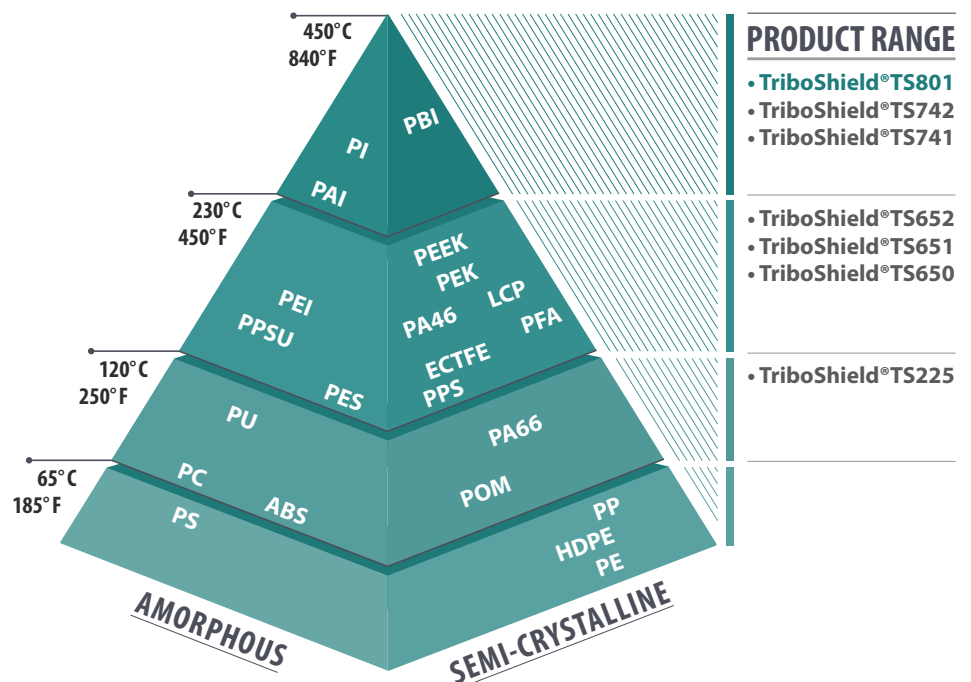 450°C
840°F
PRODUCT RANGE
• TriboShield®TS801
• TriboShield®TS742
• TriboShield®TS741
PBI
PI
PAI
230°C
450°F
• TriboShield®TS652
• TriboShield®TS651
• TriboShield®TS650
PEEK
PEK
LCP
PEI
PA46
PFA
PPSU
ECTFE
PPS
PES
120°C
250°F
• TriboShield®TS225
PU
PA66
PC
POM
ABS
65°C
185°F
PS
PP
HDPE
PE
AMORPHOUS
SEMI-CRYSTALLINE